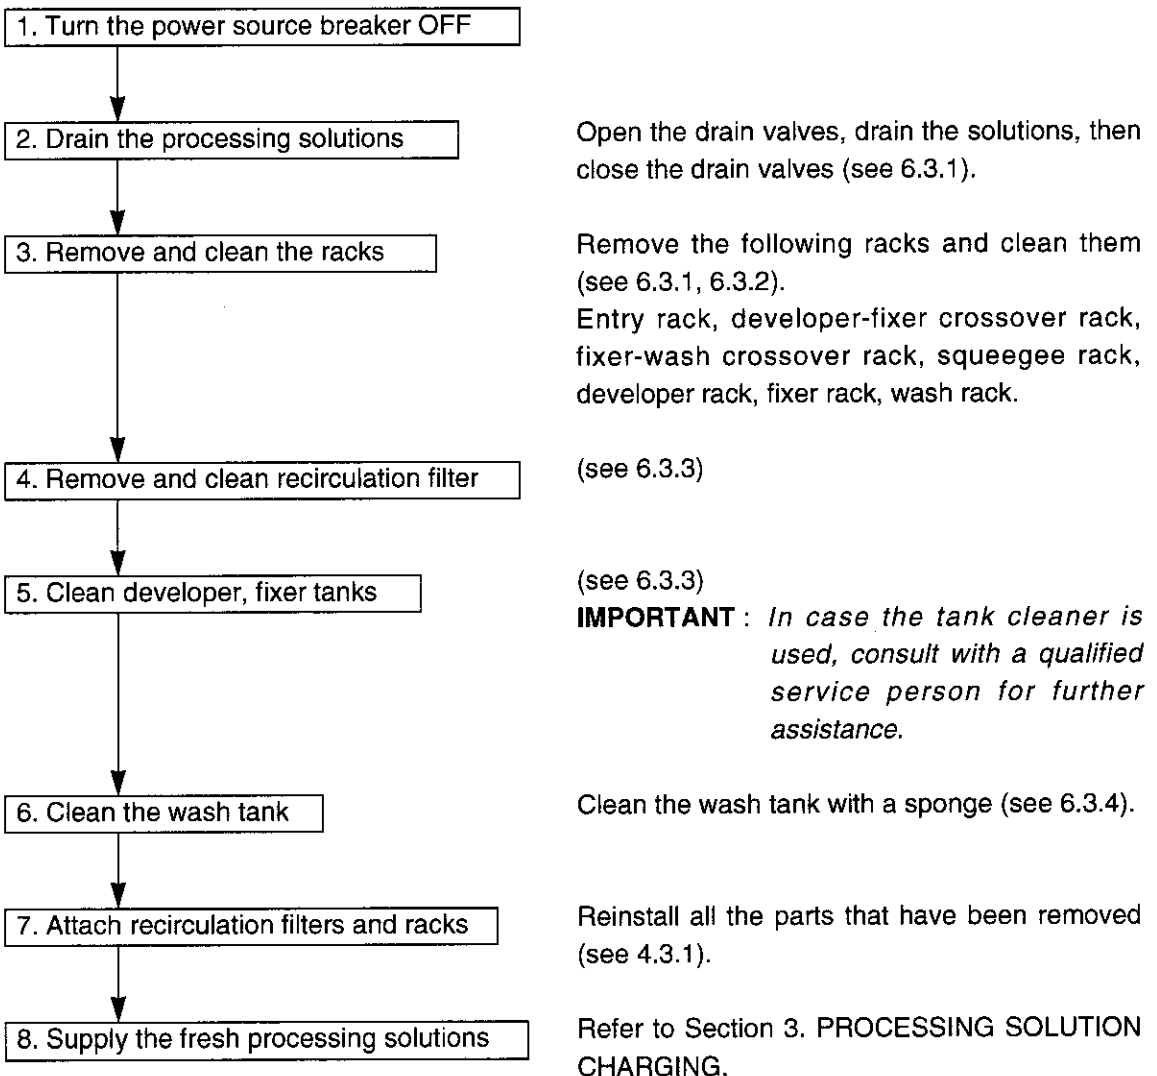 1. Turn the power source breaker OFF
2. Drain the processing solutions
Open the drain valves, drain the solutions, then
close the drain valves (see 6.3.1).
3. Remove and clean the racks
Remove the following racks and clean them
(see 6.3.1, 6.3.2).
Entry rack, developer-fixer crossover rack,
fixer-wash crossover rack, squeegee rack,
developer rack, fixer rack, wash rack.
4. Remove and clean recirculation filter
(see 6.3.3)
5. Clean developer, fixer tanks
(see 6.3.3)
IMPORTANT : In case the tank cleaner is
used, consult with a qualified
service person for further
assistance.
6. Clean the wash tank
Clean the wash tank with a sponge (see 6.3.4).
7. Attach recirculation filters and racks
Reinstall all the parts that have been removed
(see 4.3.1).
8. Supply the fresh processing solutions
Refer to Section 3. PROCESSING SOLUTION
CHARGING.